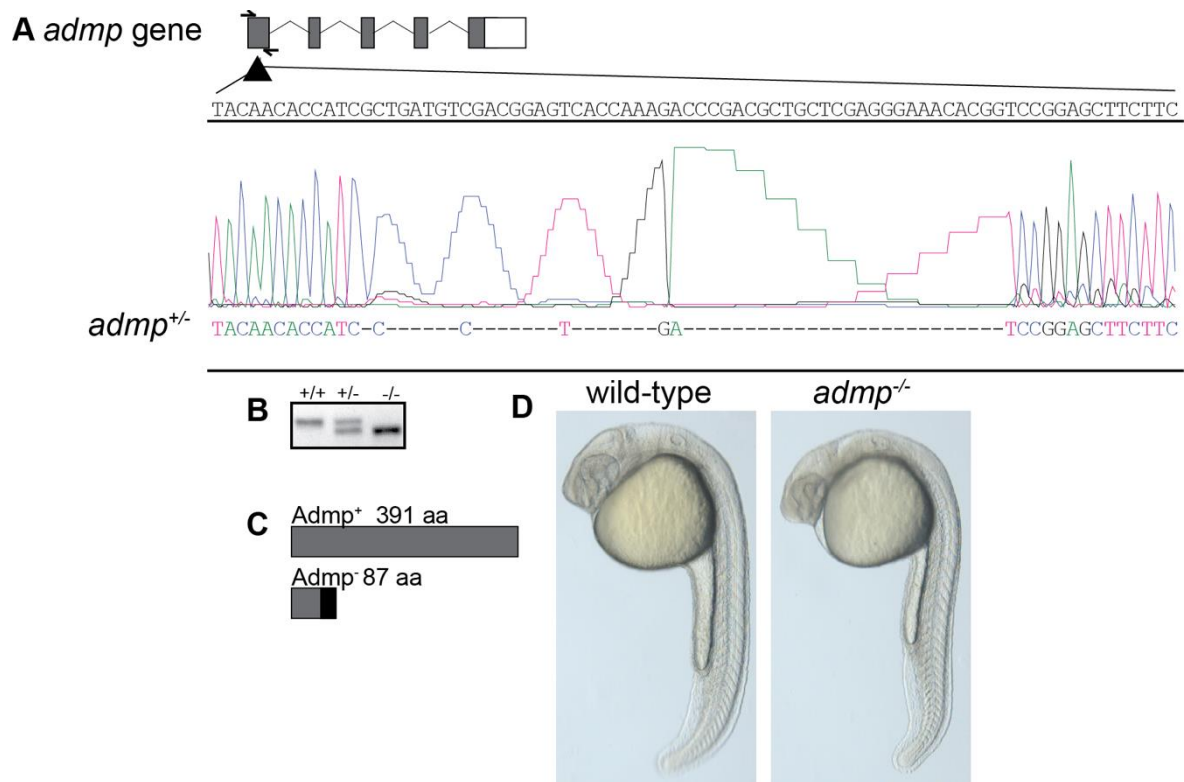 A admp gene
TACAACACCATCGCTGATGTCGACGGAGTCACCAAAGACCCGACGCTGCTCGAGGGAAACACGGTCCGGAGCTTCTTC
admp+/- TACAACACCATC-C------C-------T-------GA--------------------------TCCGGAGCTTCTTC
B +/+ +/- -/-
C Admp+ 391 aa
Admp- 87 aa
D wild-type admp-/-